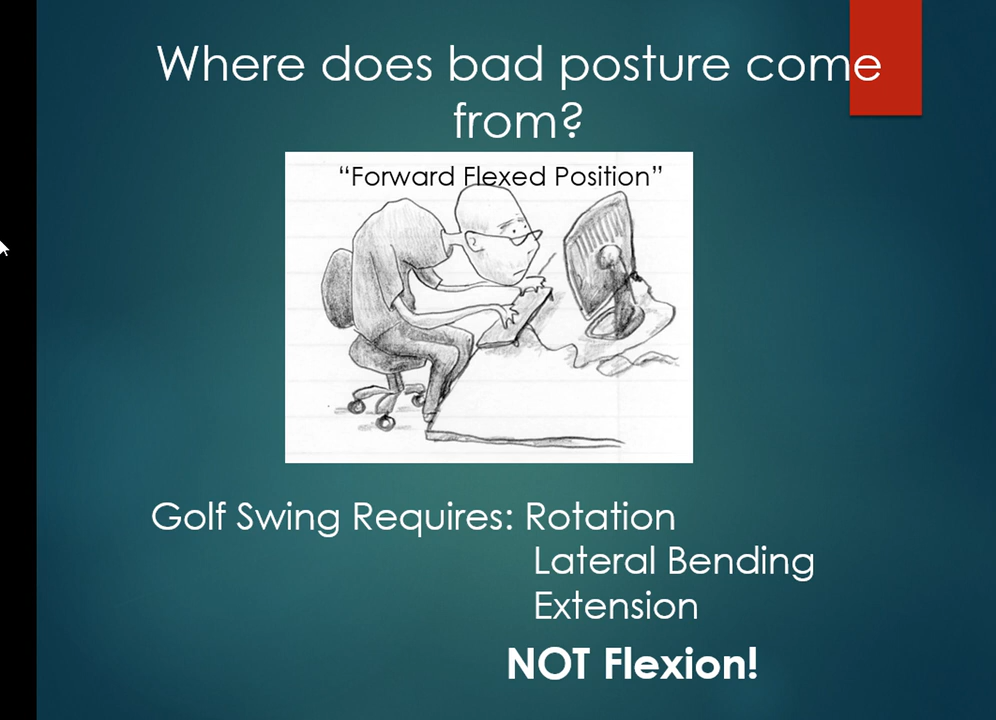 Where does bad posture come
from?
“Forward Flexed Position”
Golf Swing Requires: Rotation
Lateral Bending
Extension
NOT Flexion!